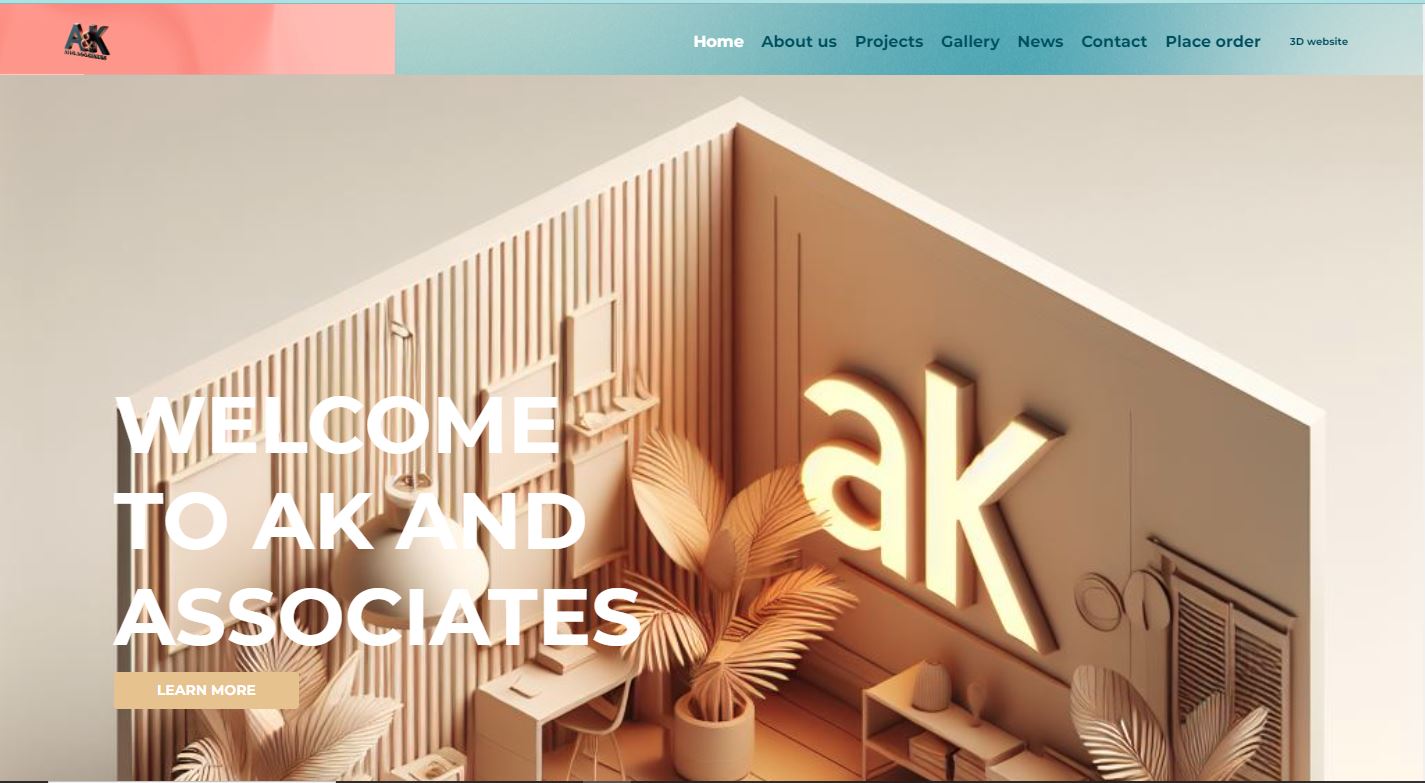 A&K
Home About us Projects Gallery News Contact Place order 3D website
ak
WELCOME
TO AK AND
ASSOCIATES
LEARN MORE